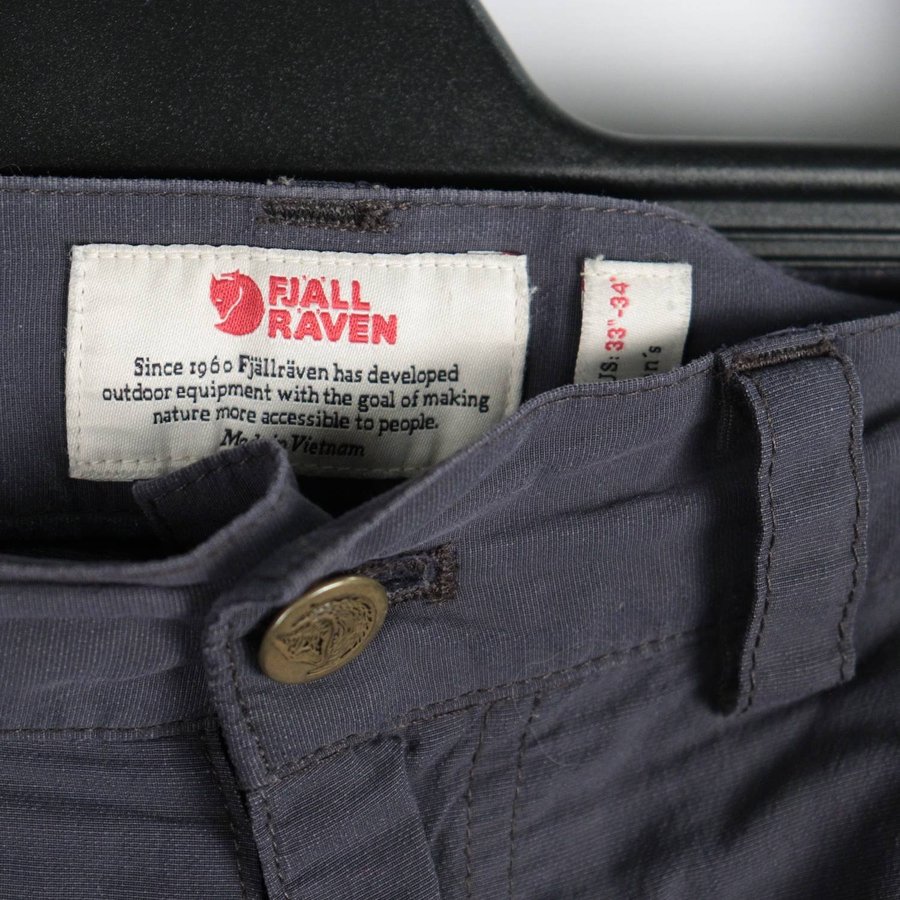 FJÄLL
RÄVEN
Since 1960 Fjällräven has developed
outdoor equipment with the goal of making
nature more accessible to people.
Made in Vietnam
US: 33"-34"